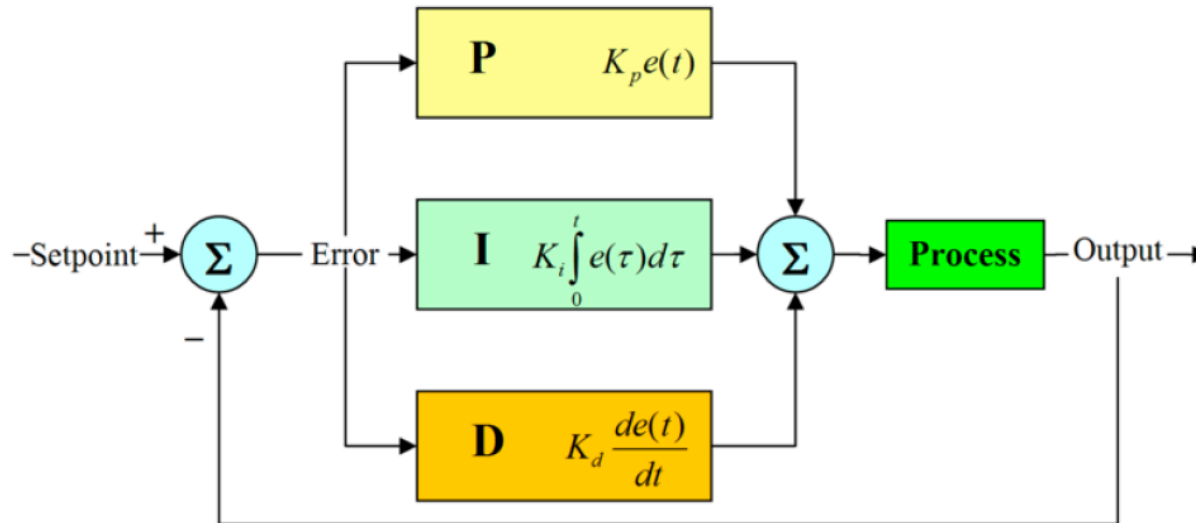 P K_p e(t)
+
–Setpoint
Σ
Error
I K_i ∫_0^t e(τ)dτ
Σ
Process
Output
–
D K_d de(t)/dt